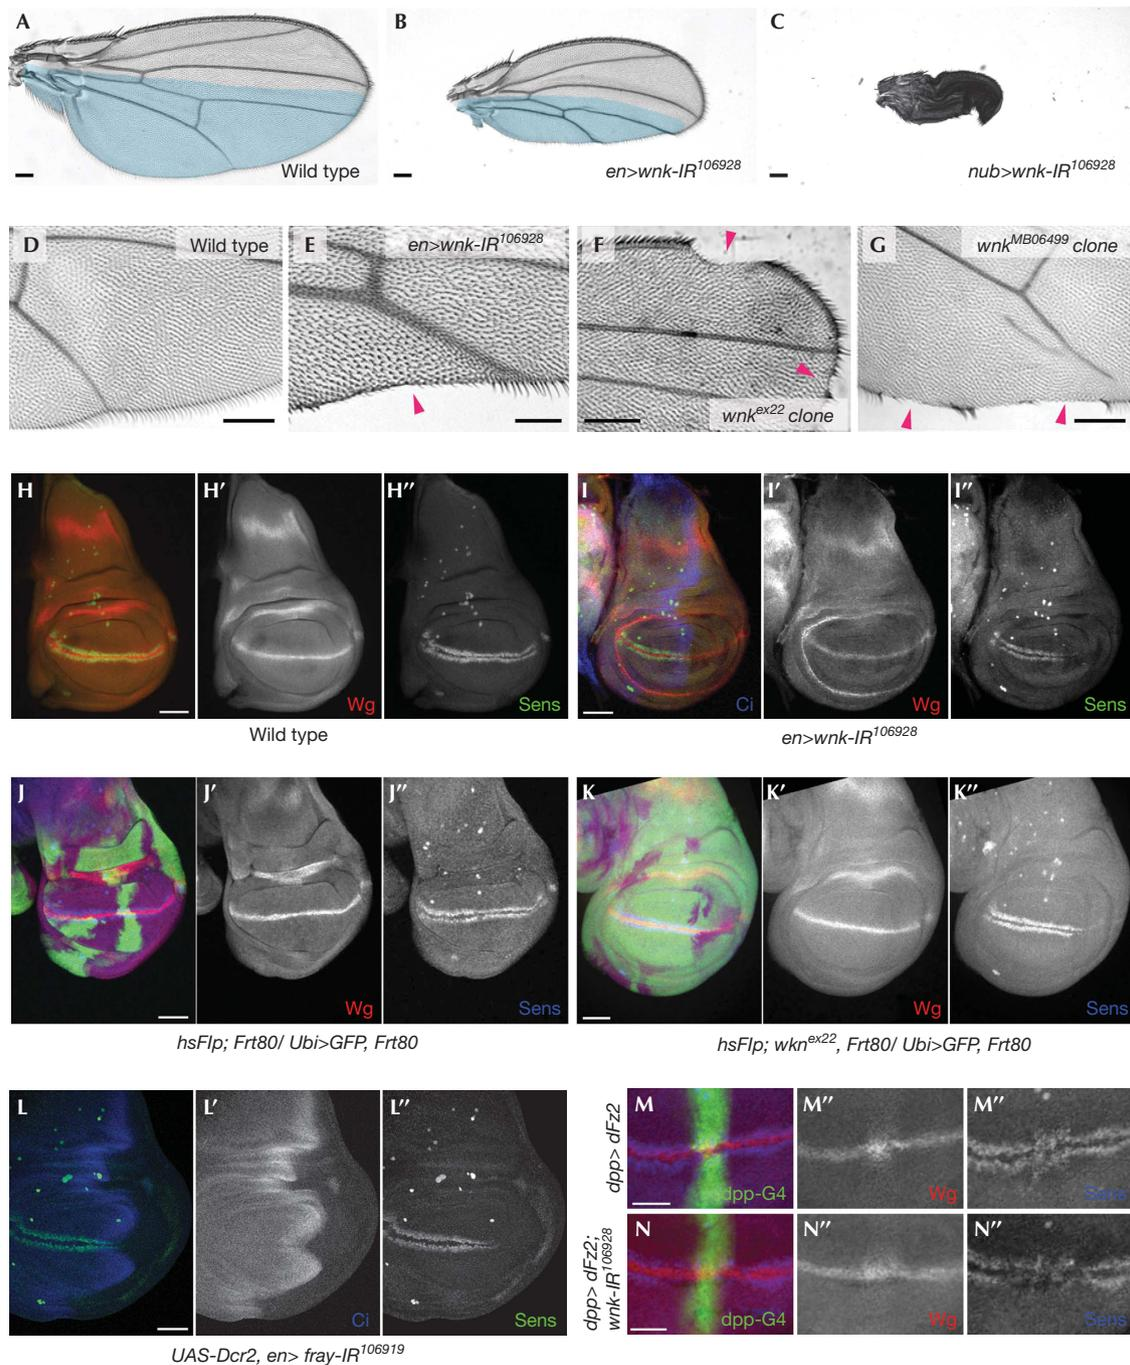 A
Wild type
B
en>wnk-IR106928
C
nub>wnk-IR106928
D
Wild type
E
en>wnk-IR106928
F
wnkex22 clone
G
wnkMB06499 clone
H
H′
Wg
H″
Sens
Wild type
I
Ci
I′
Wg
I″
Sens
en>wnk-IR106928
J
J′
Wg
J″
Sens
hsFlp; Frt80/ Ubi>GFP, Frt80
K
K′
Wg
K″
Sens
hsFlp; wknex22, Frt80/ Ubi>GFP, Frt80
L
L′
Ci
L″
Sens
UAS-Dcr2, en> fray-IR106919
dpp> dFz2
M
dpp-G4
M″
Wg
M″
Sens
dpp> dFz2;
wnk-IR106928
N
dpp-G4
N″
Wg
N″
Sens